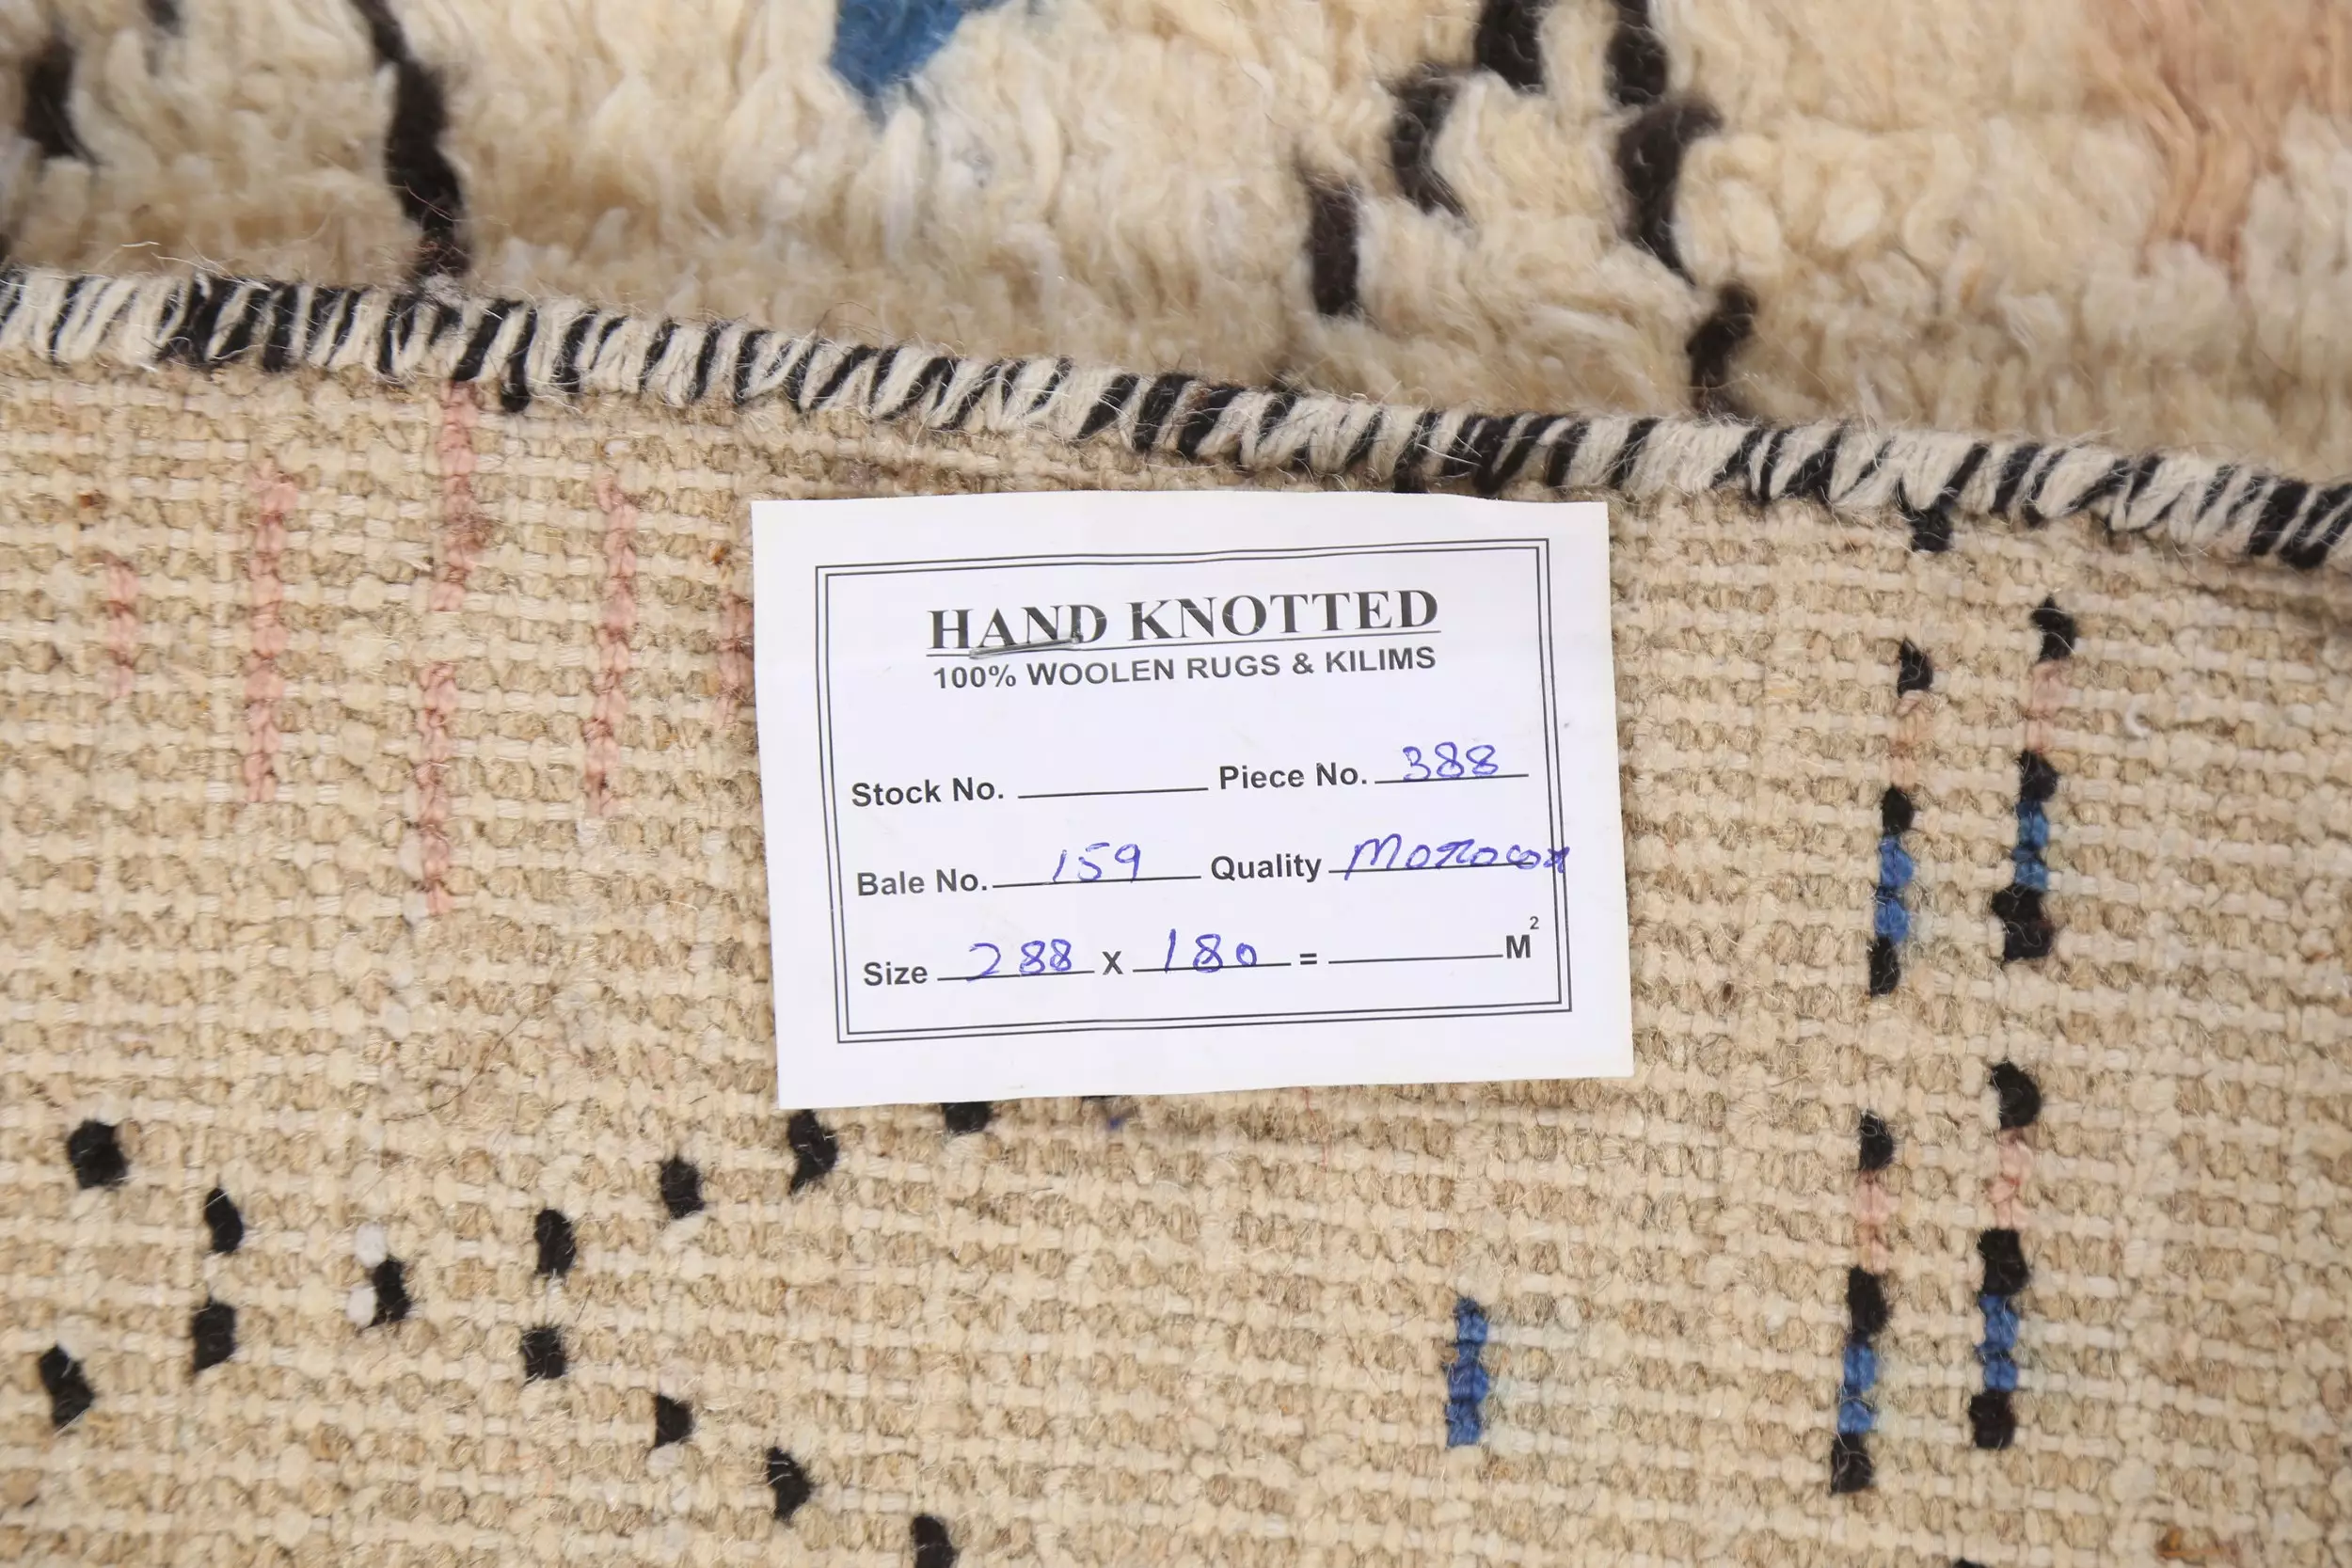 HAND KNOTTED
100% WOOLEN RUGS & KILIMS
Stock No. Piece No. 388
Bale No. 159 Quality
Size 288 X 180 = M²